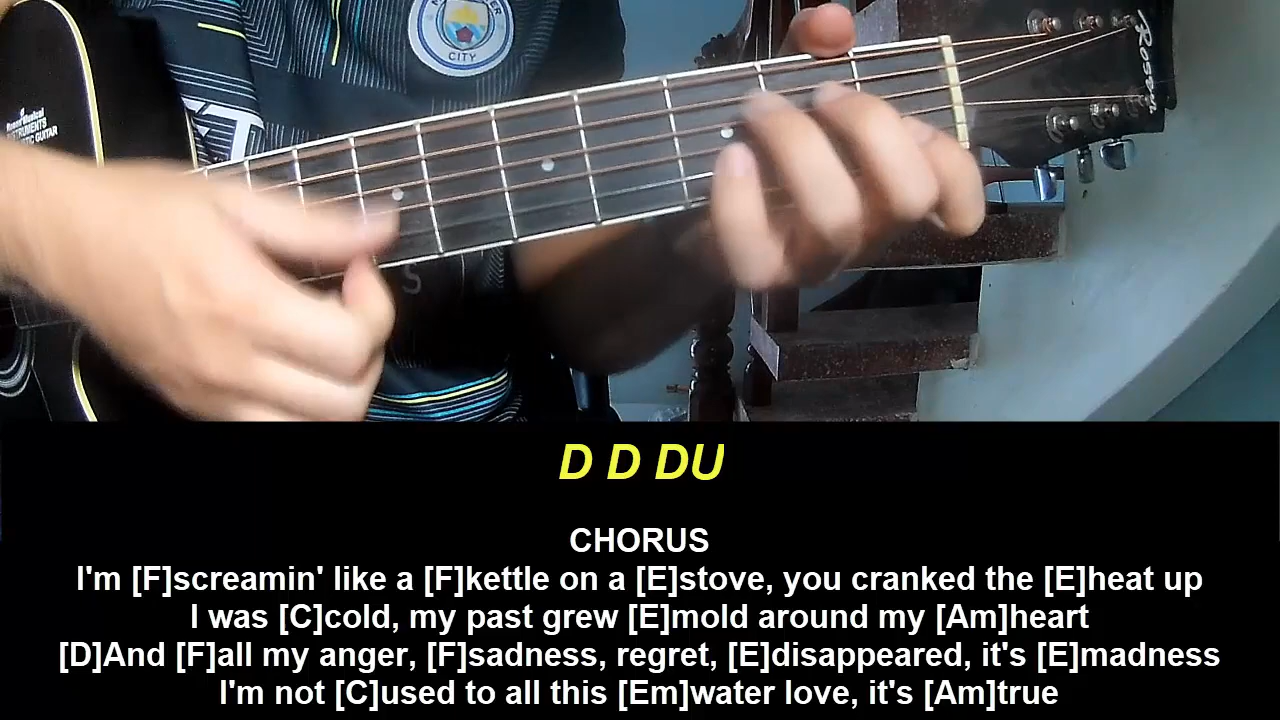 CITY
D D DU
CHORUS
I'm [F]screamin' like a [F]kettle on a [E]stove, you cranked the [E]heat up
I was [C]cold, my past grew [E]mold around my [Am]heart
[D]And [F]all my anger, [F]sadness, regret, [E]disappeared, it's [E]madness
I'm not [C]used to all this [Em]water love, it's [Am]true